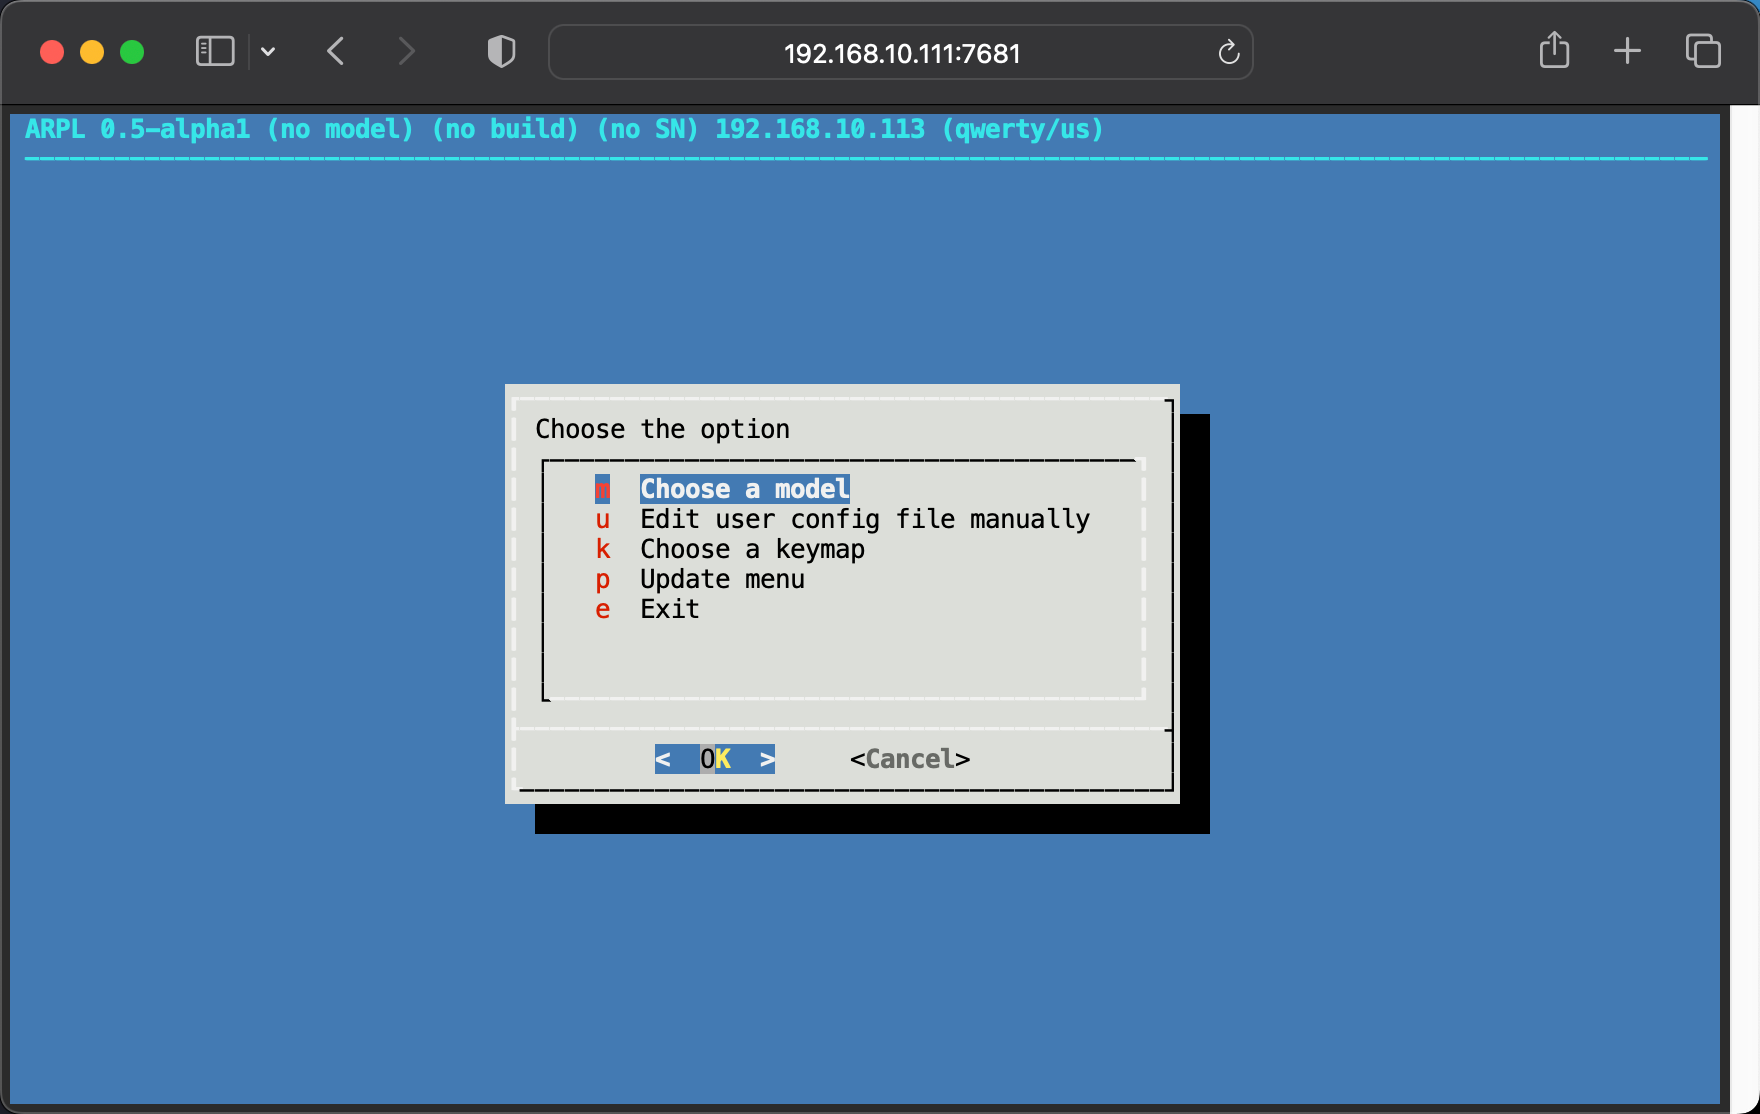 192.168.10.111:7681
ARPL 0.5-alpha1 (no model) (no build) (no SN) 192.168.10.113 (qwerty/us)
Choose the option
m Choose a model
u Edit user config file manually
k Choose a keymap
p Update menu
e Exit
< OK > <Cancel>